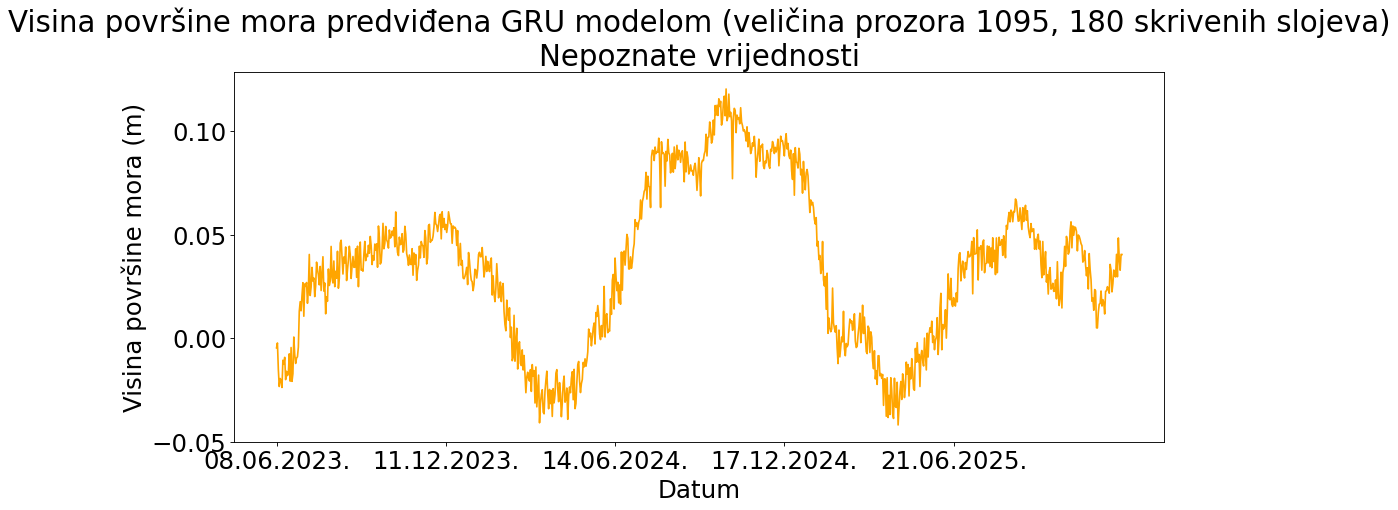 Visina površine mora predviđena GRU modelom (veličina prozora 1095, 180 skrivenih slojeva)
Nepoznate vrijednosti
Visina površine mora (m)
0.10
0.05
0.00
−0.05
08.06.2023. 11.12.2023. 14.06.2024. 17.12.2024. 21.06.2025.
Datum